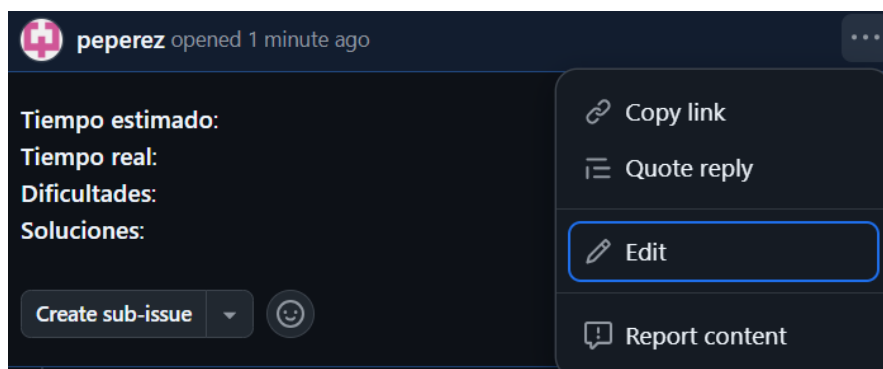 peperez opened 1 minute ago
Tiempo estimado:
Tiempo real:
Dificultades:
Soluciones:
Create sub-issue
Copy link
Quote reply
Edit
Report content